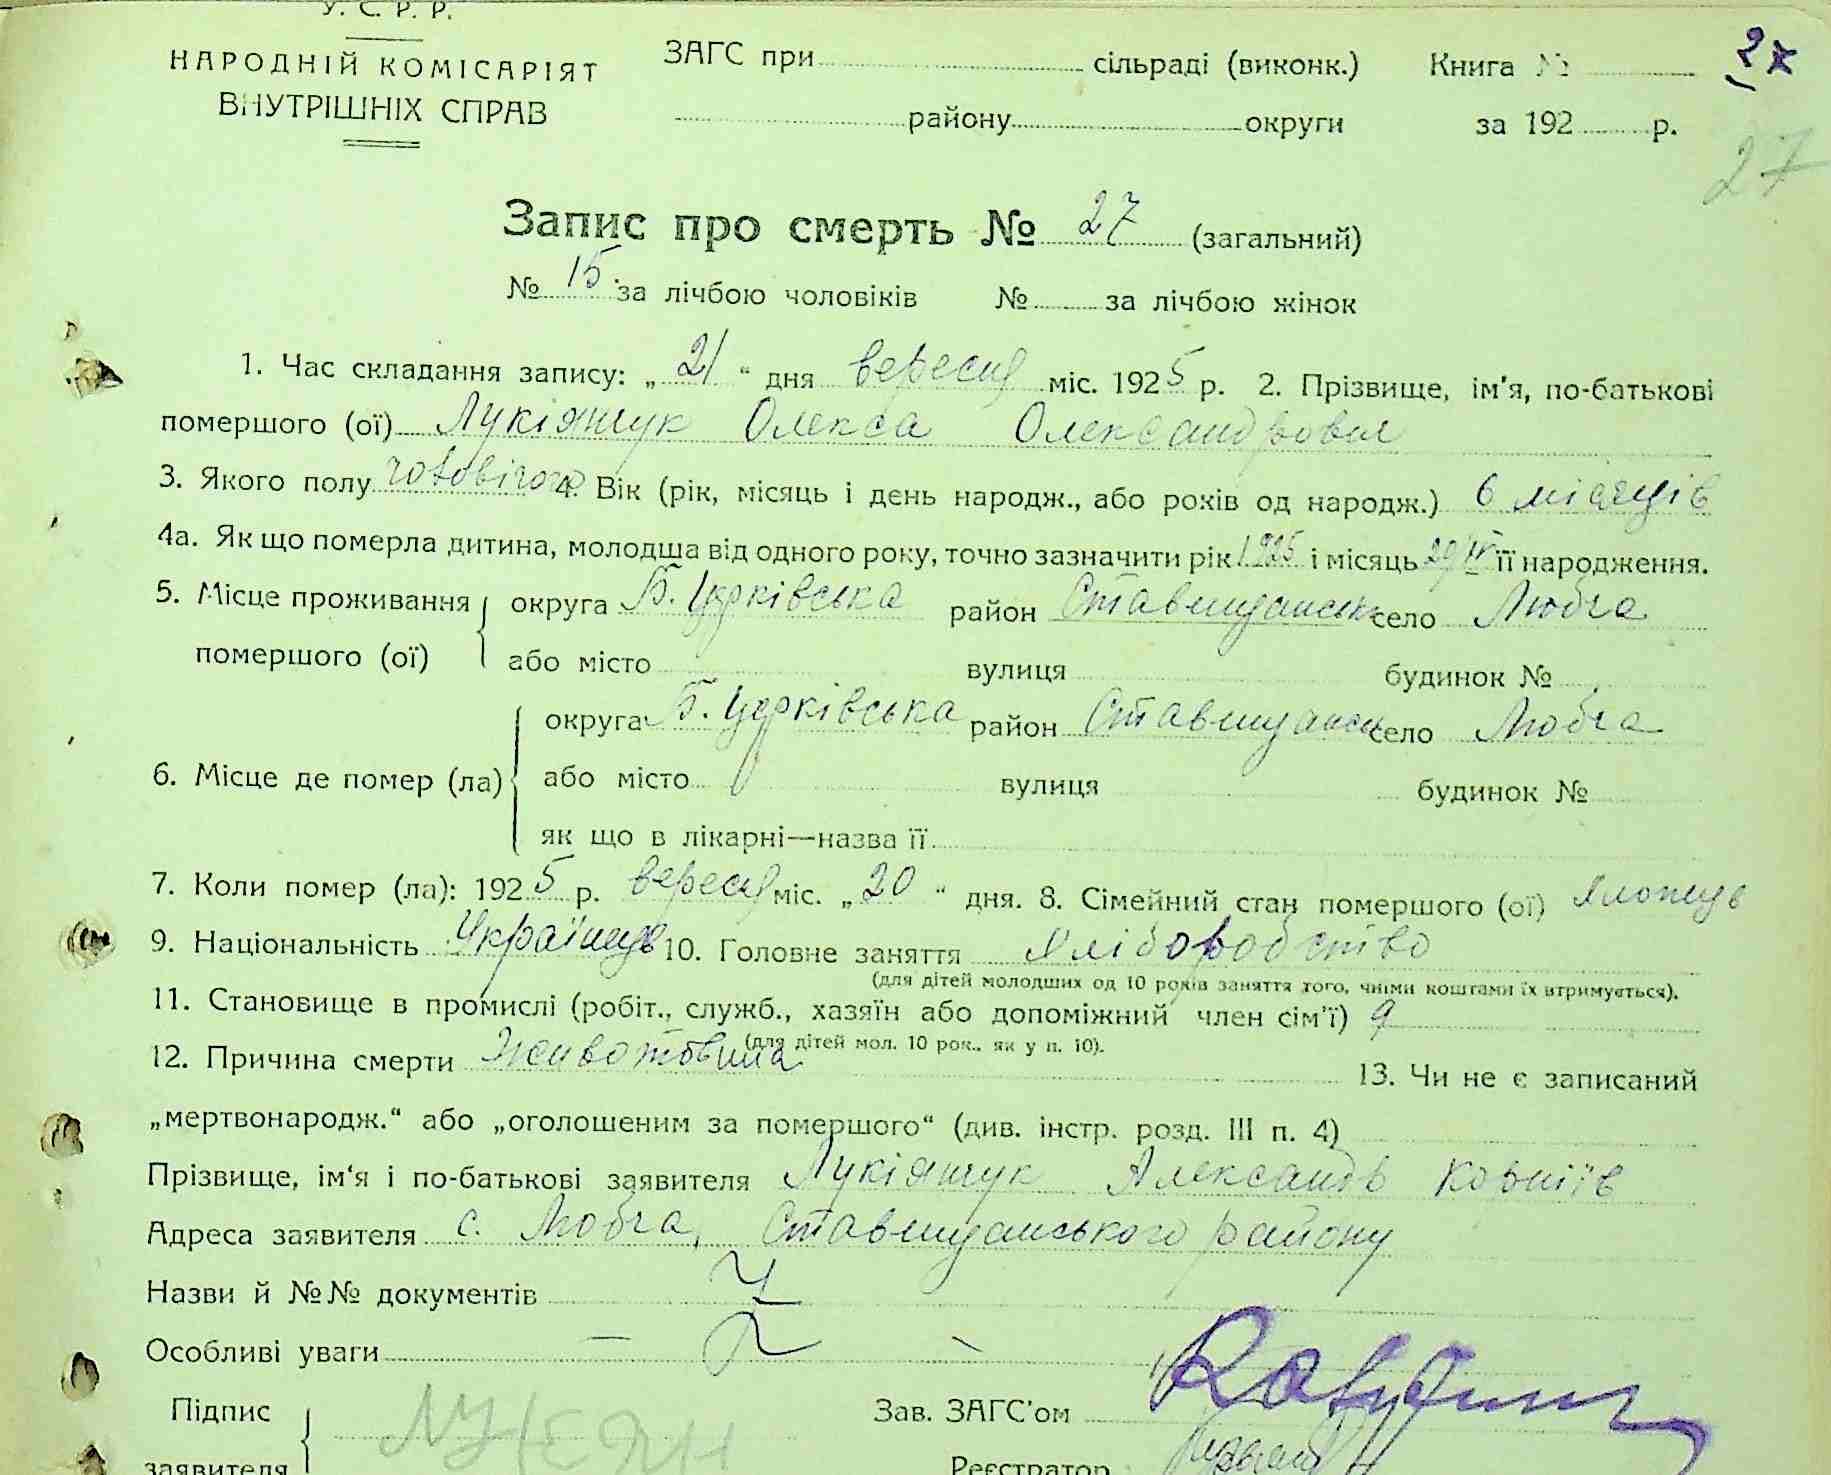 У. С. Р. Р.
НАРОДНІЙ КОМІСАРІЯТ
ВНУТРІШНІХ СПРАВ
ЗАГС при сільраді (виконк.) Книга №
району округи за 192 р.
27
27
Запис про смерть № 27 (загальний)
№ 15 за лічбою чоловіків № за лічбою жінок
1. Час складання запису: „21“ дня вересня міс. 1925 р. 2. Прізвище, ім'я, по-батькові
помершого (ої) Лукіянчук Олекса Олександрович
3. Якого полу чоловічого 4. Вік (рік, місяць і день народж., або років од народж.) 6 місяців
4а. Як що померла дитина, молодша від одного року, точно зазначити рік 1925 і місяць 20/IV її народження.
5. Місце проживання помершого (ої) округа Б. Церківська район Ставищанськ село Любча
або місто вулиця будинок №
6. Місце де помер (ла) округа Б. Церківська район Ставищанськ село Любча
або місто вулиця будинок №
як що в лікарні—назва її
7. Коли помер (ла): 1925 р. вересня міс. „20“ дня. 8. Сімейний стан помершого (ої) Хлопець
9. Національність Українець 10. Головне заняття Хліборобство
(для дітей молодших од 10 років заняття того, чиїми коштами їх втримується).
11. Становище в промислі (робіт., служб., хазяїн або допоміжний член сім'ї)
(для дітей мол. 10 рок., як у п. 10).
12. Причина смерти 13. Чи не є записаний
„мертвонародж.“ або „оголошеним за помершого“ (див. інстр. розд. III п. 4)
Прізвище, ім'я і по-батькові заявителя Лукіянчук Александр Корніїв
Адреса заявителя с. Любча, Ставищанського району
Назви й №№ документів
Особливі уваги —
Підпис
заявителя
Зав. ЗАГС'ом
Реєстратор